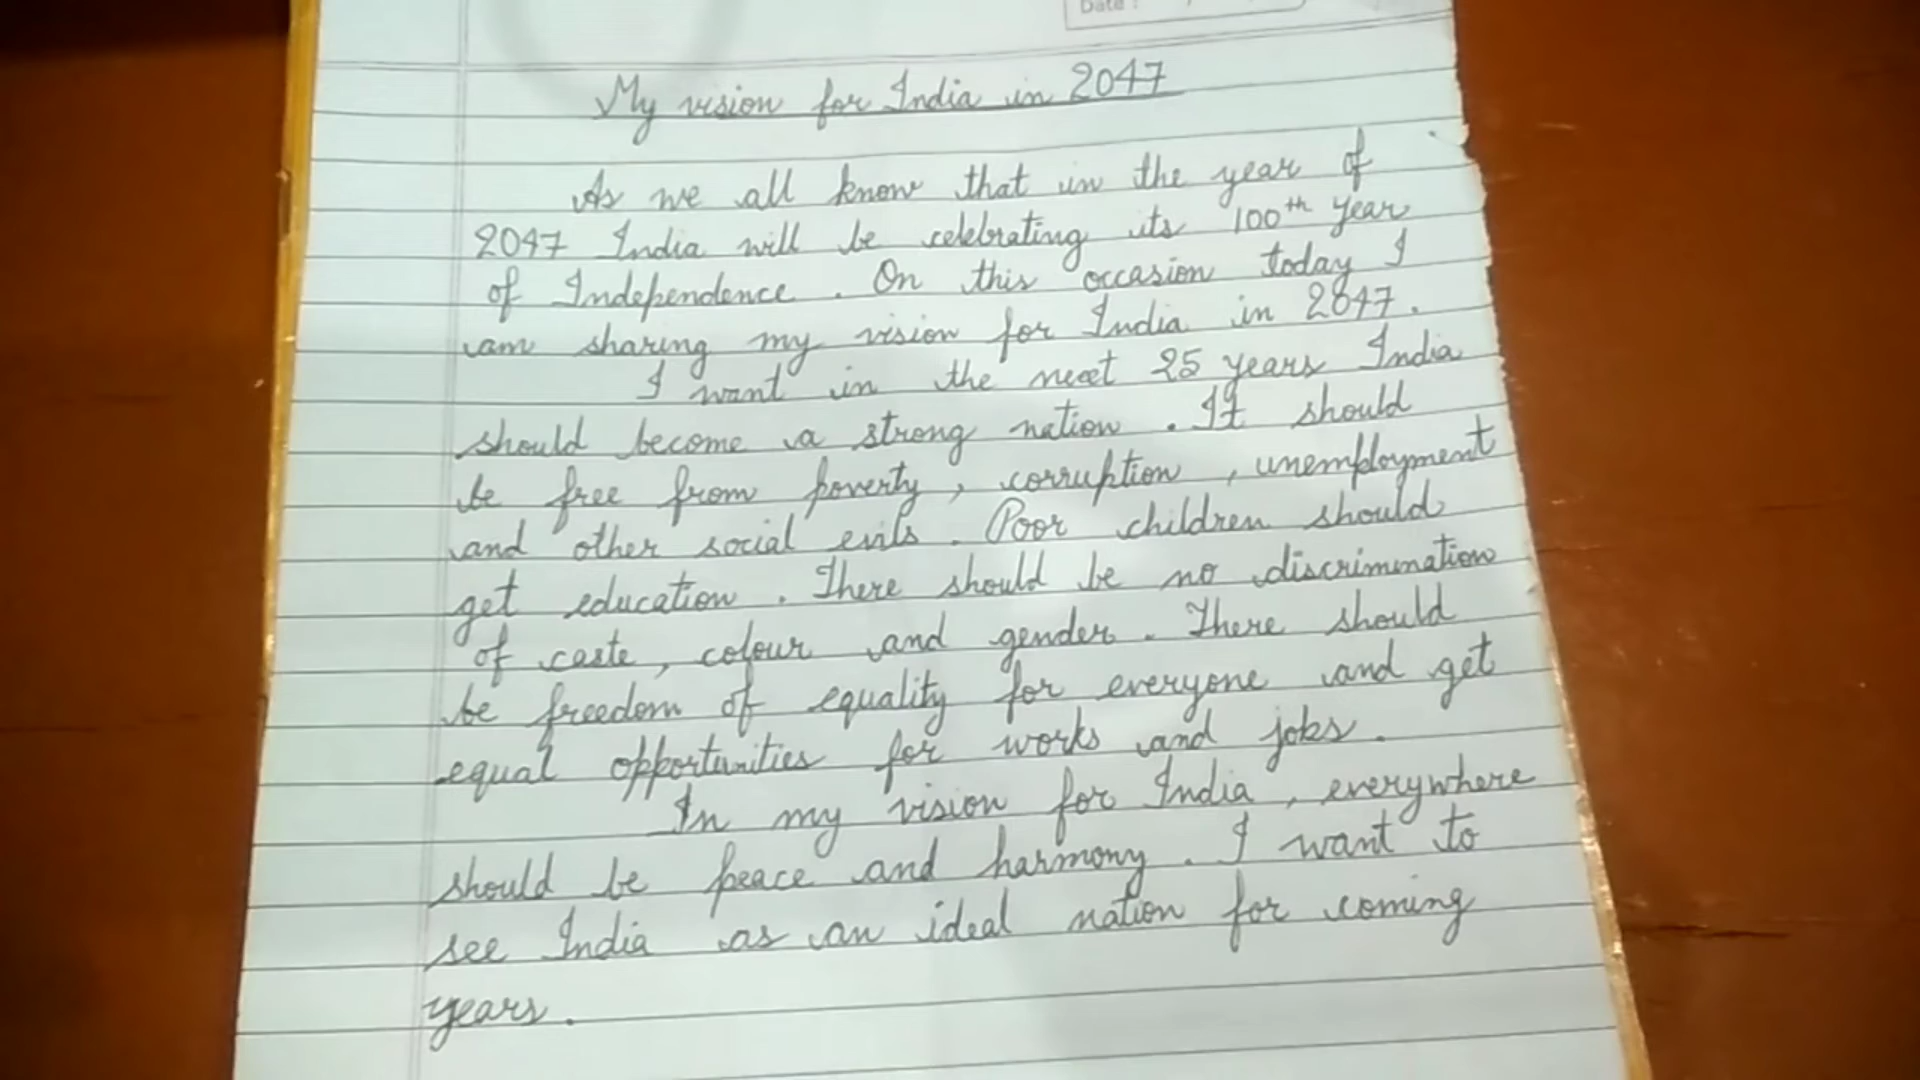 Date :
My vision for India in 2047
As we all know that in the year of
2047 India will be celebrating its 100th year
of Independence. On this occasion today I
am sharing my vision for India in 2047.
I want in the next 25 years India
should become a strong nation. It should
be free from poverty, corruption, unemployment
and other social evils. Poor children should
get education. There should be no discrimination
of caste, colour and gender. There should
be freedom of equality for everyone and get
equal opportunities for works and jobs.
In my vision for India, everywhere
should be peace and harmony. I want to
see India as an ideal nation for coming
years.